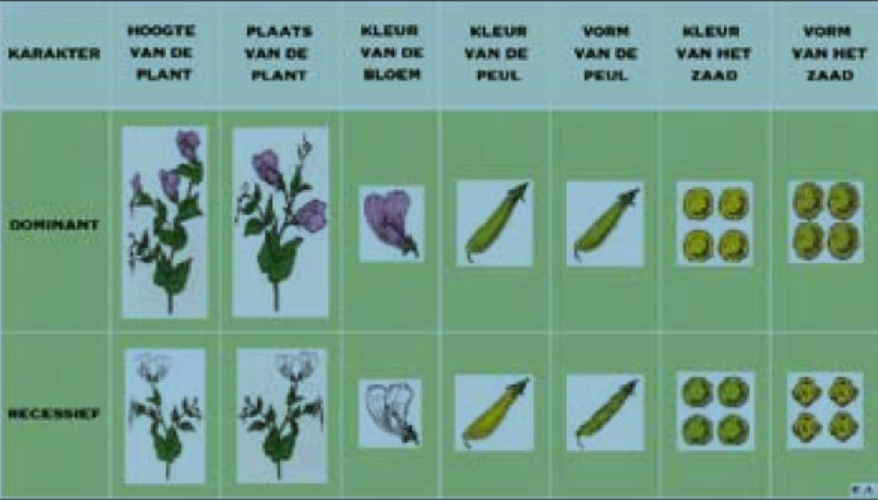 KARAKTER
HOOGTE
VAN DE
PLANT
PLAATS
VAN DE
PLANT
KLEUR
VAN DE
BLOEM
KLEUR
VAN DE
PEUL
VORM
VAN DE
PEUL
KLEUR
VAN HET
ZAAD
VORM
VAN HET
ZAAD
DOMINANT
RECESSIEF